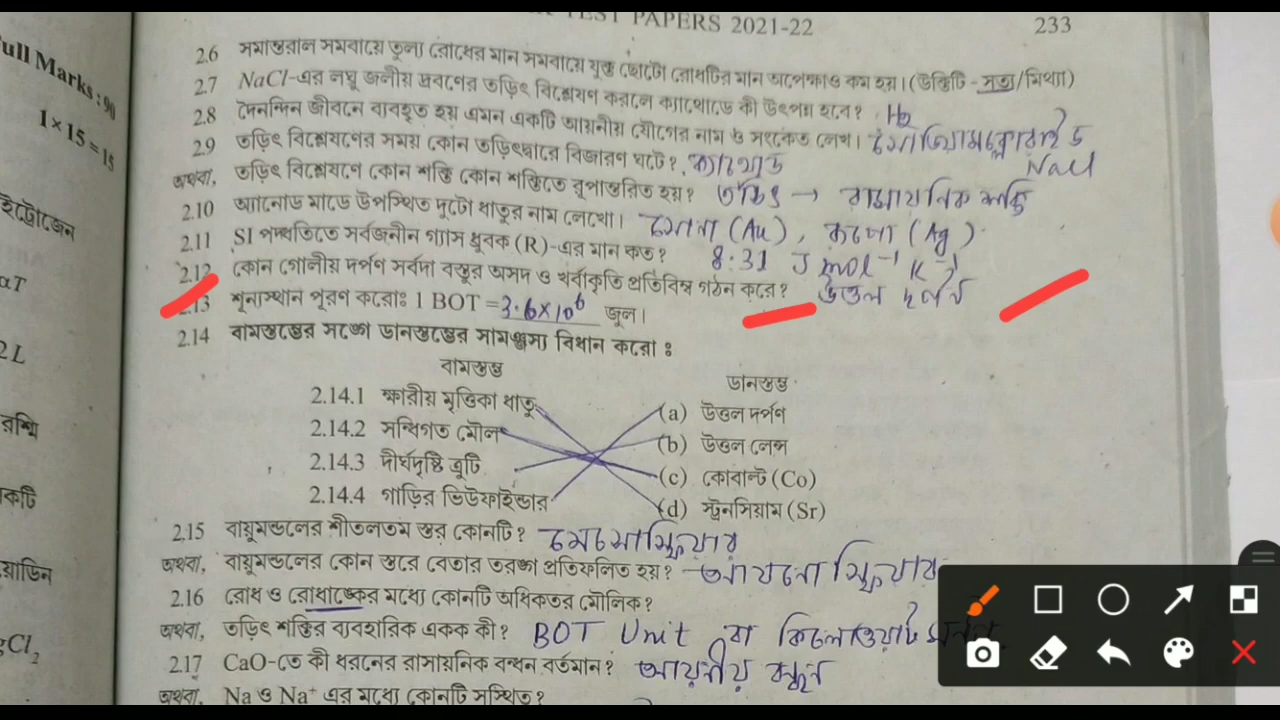 TEST PAPERS 2021-22
233
ull Marks : 90
1×15=15
2.6 সমান্তরাল সমবায়ে তুল্য রোধের মান সমবায়ে যুক্ত ছোটো রোধটির মান অপেক্ষাও কম হয়। (উক্তিটি - সত্য/মিথ্যা)
2.7 NaCl-এর লঘু জলীয় দ্রবণের তড়িৎ বিশ্লেষণ করলে ক্যাথোডে কী উৎপন্ন হবে? H₂
2.8 দৈনন্দিন জীবনে ব্যবহৃত হয় এমন একটি আয়নীয় যৌগের নাম ও সংকেত লেখ। সোডিয়ামক্লোরাইড
NaCl
2.9 তড়িৎ বিশ্লেষণের সময় কোন তড়িৎদ্বারে বিজারণ ঘটে? ক্যাথোড
অথবা, তড়িৎ বিশ্লেষণে কোন শক্তি কোন শক্তিতে রূপান্তরিত হয়? তড়িৎ → রাসায়নিক শক্তি
2.10 অ্যানোড মাডে উপস্থিত দুটো ধাতুর নাম লেখো। সোনা (Au), রূপো (Ag)
2.11 SI পদ্ধতিতে সর্বজনীন গ্যাস ধ্রুবক (R)-এর মান কত? 8.31 J mol⁻¹ K⁻¹
2.12 কোন গোলীয় দর্পণ সর্বদা বস্তুর অসদ ও খর্বাকৃতি প্রতিবিম্ব গঠন করে? উত্তল দর্পণ
2.13 শূন্যস্থান পূরণ করোঃ 1 BOT = 3.6×10⁶ জুল।
2.14 বামস্তম্ভের সঙ্গে ডানস্তম্ভের সামঞ্জস্য বিধান করো ঃ
বামস্তম্ভ ডানস্তম্ভ
2.14.1 ক্ষারীয় মৃত্তিকা ধাতু (a) উত্তল দর্পণ
2.14.2 সন্ধিগত মৌল (b) উত্তল লেন্স
2.14.3 দীর্ঘদৃষ্টি ত্রুটি (c) কোবাল্ট (Co)
2.14.4 গাড়ির ভিউফাইন্ডার (d) স্ট্রনসিয়াম (Sr)
2.15 বায়ুমন্ডলের শীতলতম স্তর কোনটি? মেসোস্ফিয়ার
অথবা, বায়ুমন্ডলের কোন স্তরে বেতার তরঙ্গ প্রতিফলিত হয়? আয়নোস্ফিয়ার
2.16 রোধ ও রোধাঙ্কের মধ্যে কোনটি অধিকতর মৌলিক?
অথবা, তড়িৎ শক্তির ব্যবহারিক একক কী? BOT Unit বা কিলোওয়াট
2.17 CaO-তে কী ধরনের রাসায়নিক বন্ধন বর্তমান? আয়নীয় বন্ধন
অথবা, Na ও Na⁺ এর মধ্যে কোনটি সুস্থিত?
ইট্রোজেন
αT
2 L
রশ্মি
কটি
য়োডিন
gCl₂